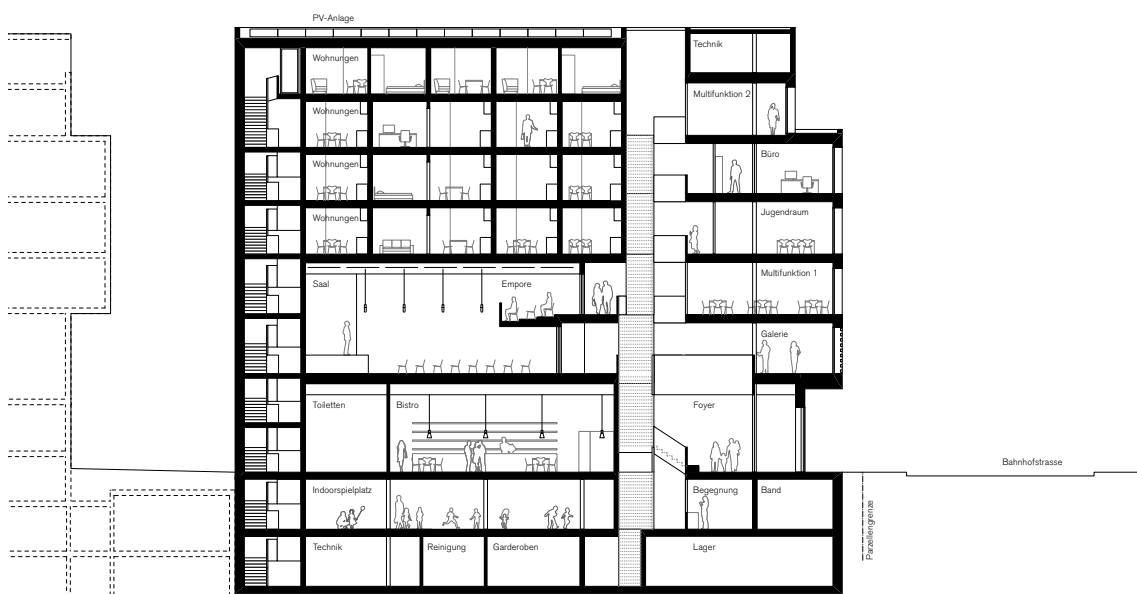 PV-Anlage
Technik
Wohnungen
Multifunktion 2
Wohnungen
Büro
Wohnungen
Jugendraum
Wohnungen
Multifunktion 1
Saal
Empore
Galerie
Toiletten
Bistro
Foyer
Bahnhofstrasse
Indoorspielplatz
Begegnung
Band
Parzellengrenze
Technik
Reinigung
Garderoben
Lager